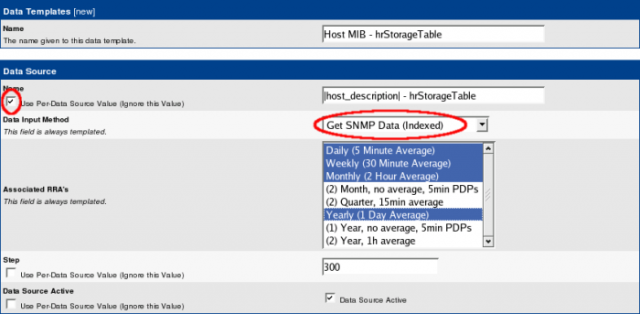 Data Templates [new]
Name
The name given to this data template.
Host MIB - hrStorageTable
Data Source
Name
Use Per-Data Source Value (Ignore this Value)
|host_description| - hrStorageTable
Data Input Method
This field is always templated.
Get SNMP Data (Indexed)
Associated RRA's
This field is always templated.
Daily (5 Minute Average)
Weekly (30 Minute Average)
Monthly (2 Hour Average)
(2) Month, no average, 5min PDPs
(2) Quarter, 15min average
Yearly (1 Day Average)
(1) Year, no average, 5min PDPs
(2) Year, 1h average
Step
Use Per-Data Source Value (Ignore this Value)
300
Data Source Active
Use Per-Data Source Value (Ignore this Value)
Data Source Active